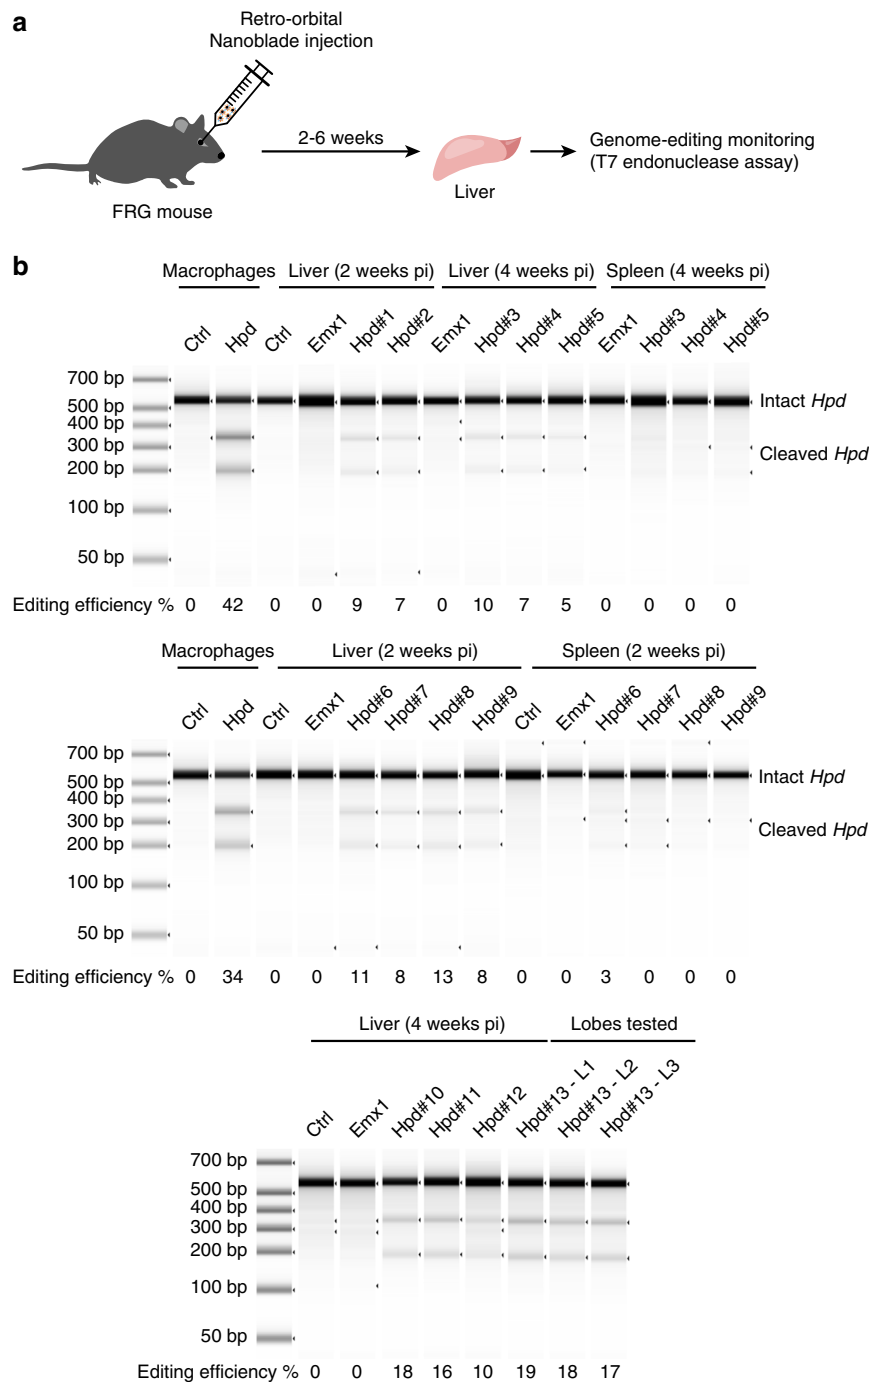 a
Retro-orbital
Nanoblade injection
2-6 weeks
Genome-editing monitoring
(T7 endonuclease assay)
Liver
FRG mouse
b
Macrophages Liver (2 weeks pi) Liver (4 weeks pi) Spleen (4 weeks pi)
Ctrl Hpd Ctrl Emx1 Hpd#1 Hpd#2 Emx1 Hpd#3 Hpd#4 Hpd#5 Emx1 Hpd#3 Hpd#4 Hpd#5
700 bp
500 bp Intact Hpd
400 bp
300 bp Cleaved Hpd
200 bp
100 bp
50 bp
Editing efficiency % 0 42 0 0 9 7 0 10 7 5 0 0 0 0
Macrophages Liver (2 weeks pi) Spleen (2 weeks pi)
Ctrl Hpd Ctrl Emx1 Hpd#6 Hpd#7 Hpd#8 Hpd#9 Ctrl Emx1 Hpd#6 Hpd#7 Hpd#8 Hpd#9
700 bp
500 bp Intact Hpd
400 bp
300 bp Cleaved Hpd
200 bp
100 bp
50 bp
Editing efficiency % 0 34 0 0 11 8 13 8 0 0 3 0 0 0
Liver (4 weeks pi) Lobes tested
Ctrl Emx1 Hpd#10 Hpd#11 Hpd#12 Hpd#13 - L1 Hpd#13 - L2 Hpd#13 - L3
700 bp
500 bp
400 bp
300 bp
200 bp
100 bp
50 bp
Editing efficiency % 0 0 18 16 10 19 18 17